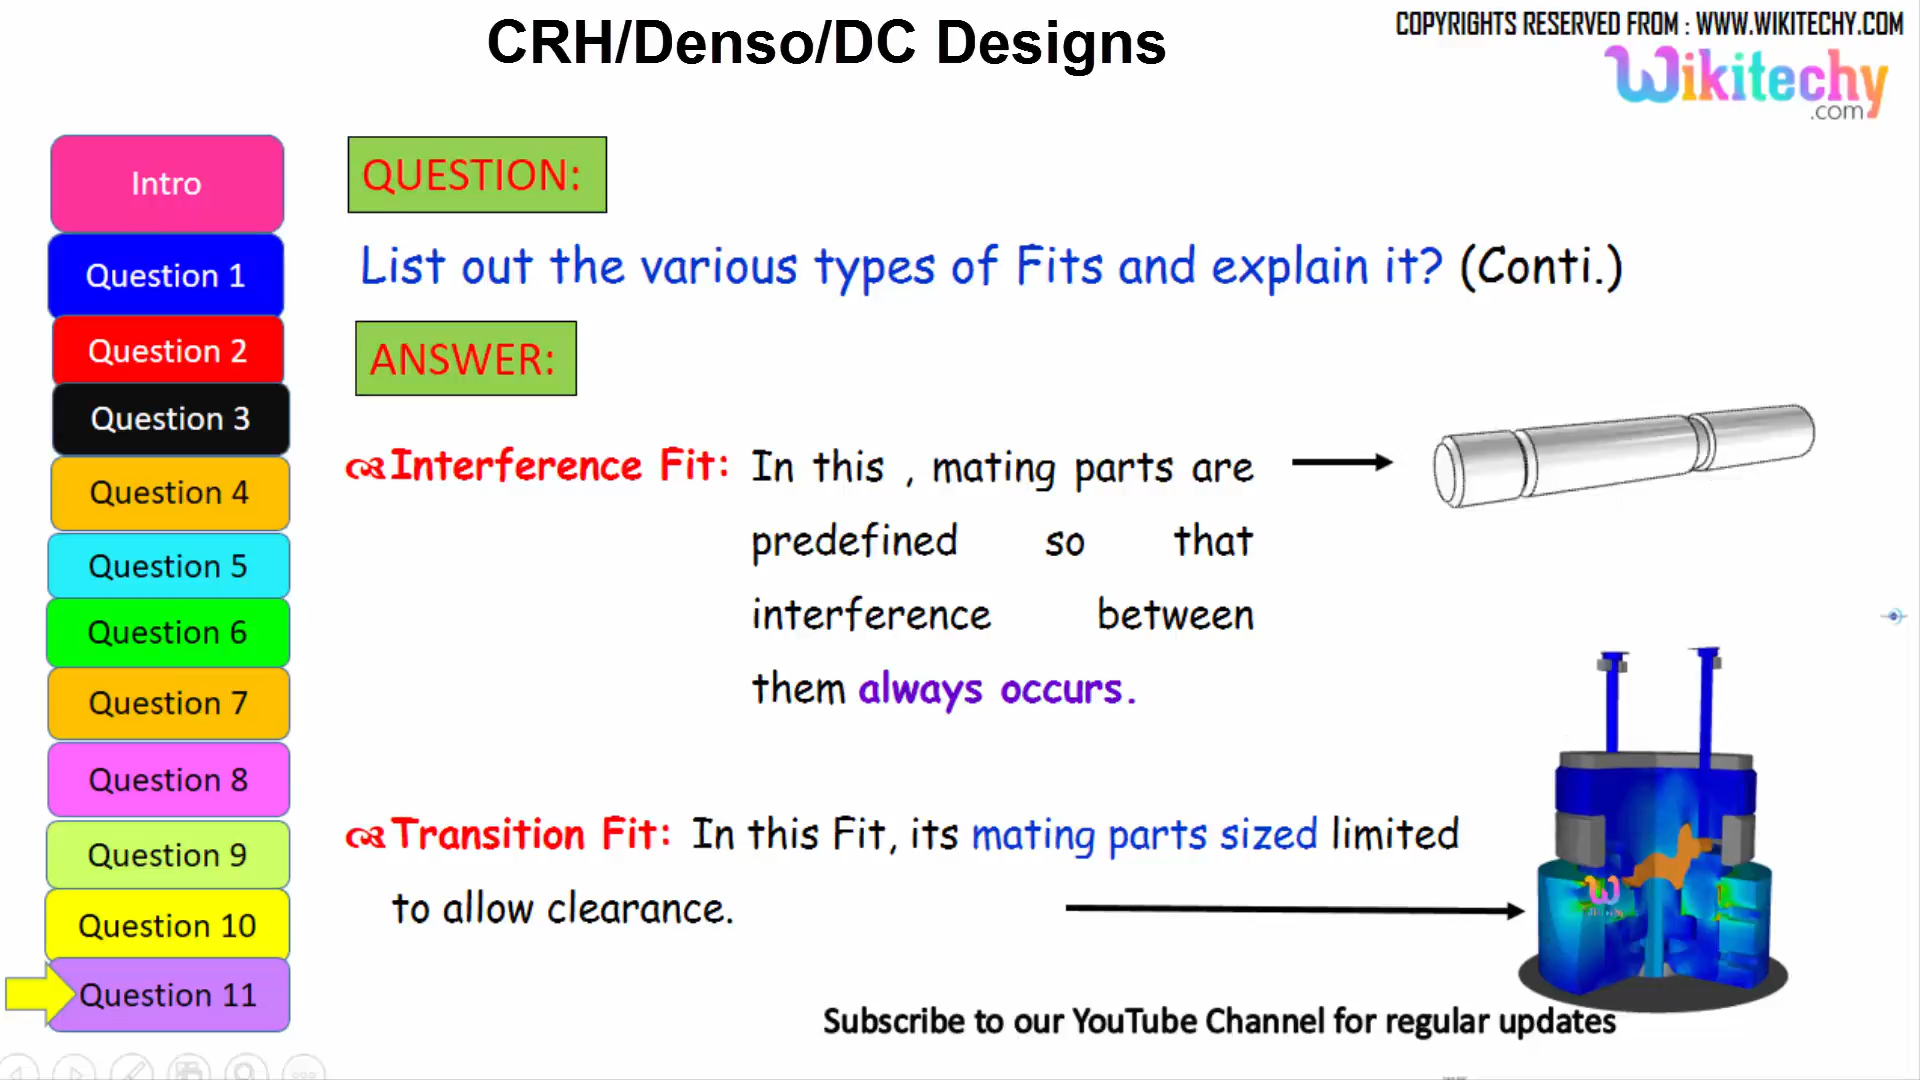 CRH/Denso/DC Designs
COPYRIGHTS RESERVED FROM : WWW.WIKITECHY.COM
Wikitechy
.com
Intro
Question 1
Question 2
Question 3
Question 4
Question 5
Question 6
Question 7
Question 8
Question 9
Question 10
Question 11
QUESTION:
List out the various types of Fits and explain it? (Conti.)
ANSWER:
Interference Fit: In this , mating parts are
predefined so that
interference between
them always occurs.
Transition Fit: In this Fit, its mating parts sized limited
to allow clearance.
Subscribe to our YouTube Channel for regular updates